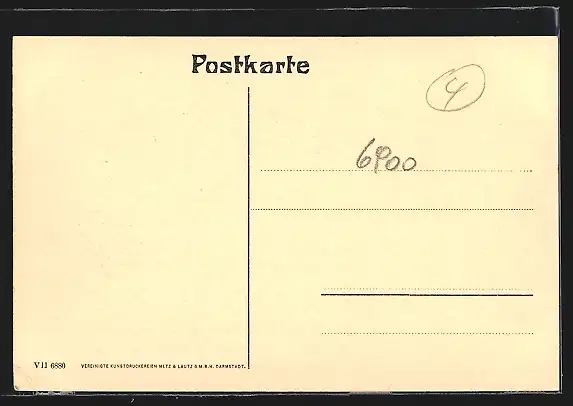 Postkarte
4
6900
VII 6880
VEREINIGTE KUNSTDRUCKEREIEN METZ & LAUTZ G.M.B.H. DARMSTADT.